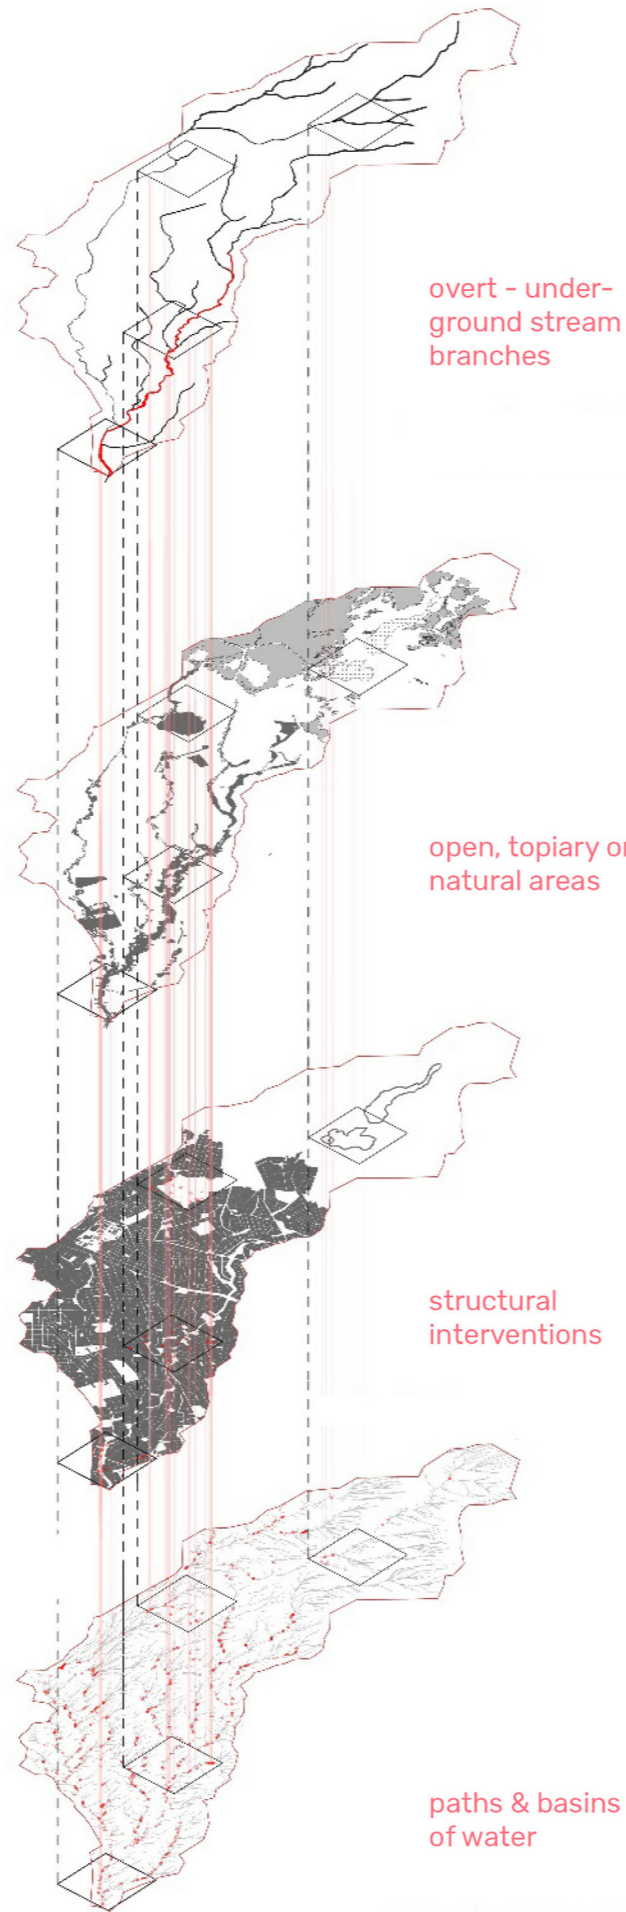 overt - under-
ground stream
branches
open, topiary or
natural areas
structural
interventions
paths & basins
of water